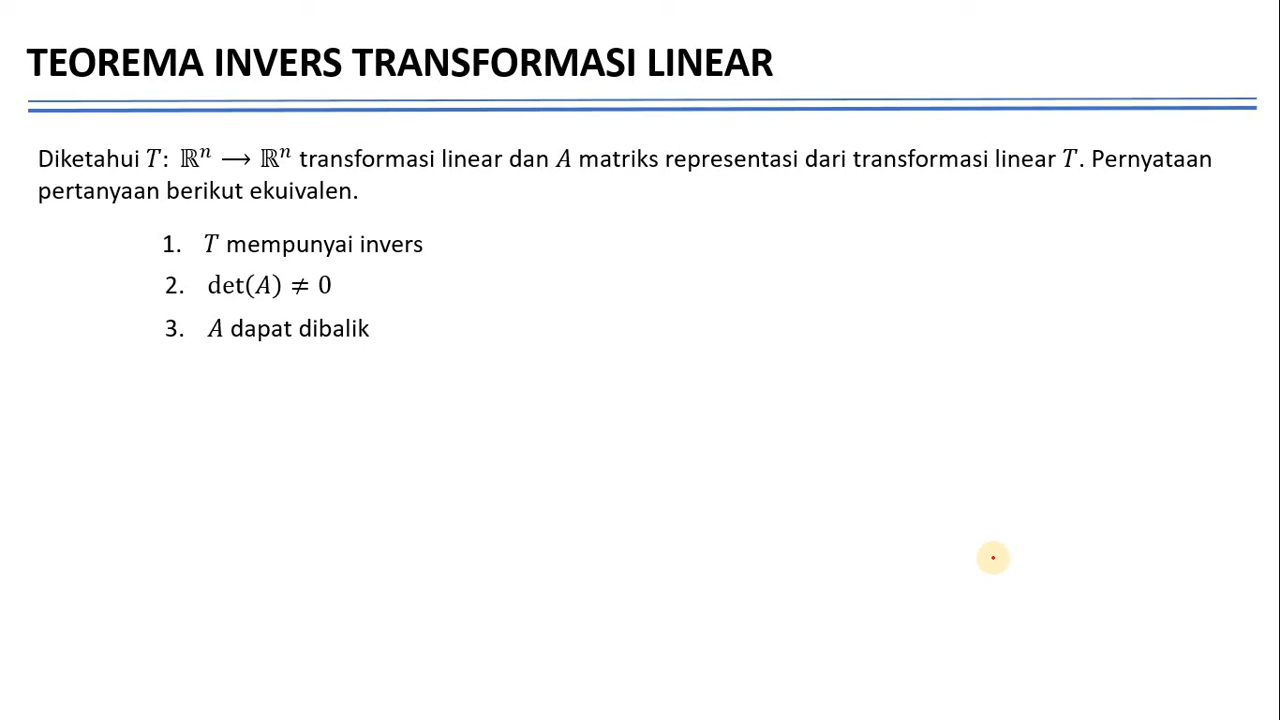 TEOREMA INVERS TRANSFORMASI LINEAR
Diketahui T: ℝⁿ ⟶ ℝⁿ transformasi linear dan A matriks representasi dari transformasi linear T. Pernyataan
pertanyaan berikut ekuivalen.
1. T mempunyai invers
2. det(A) ≠ 0
3. A dapat dibalik